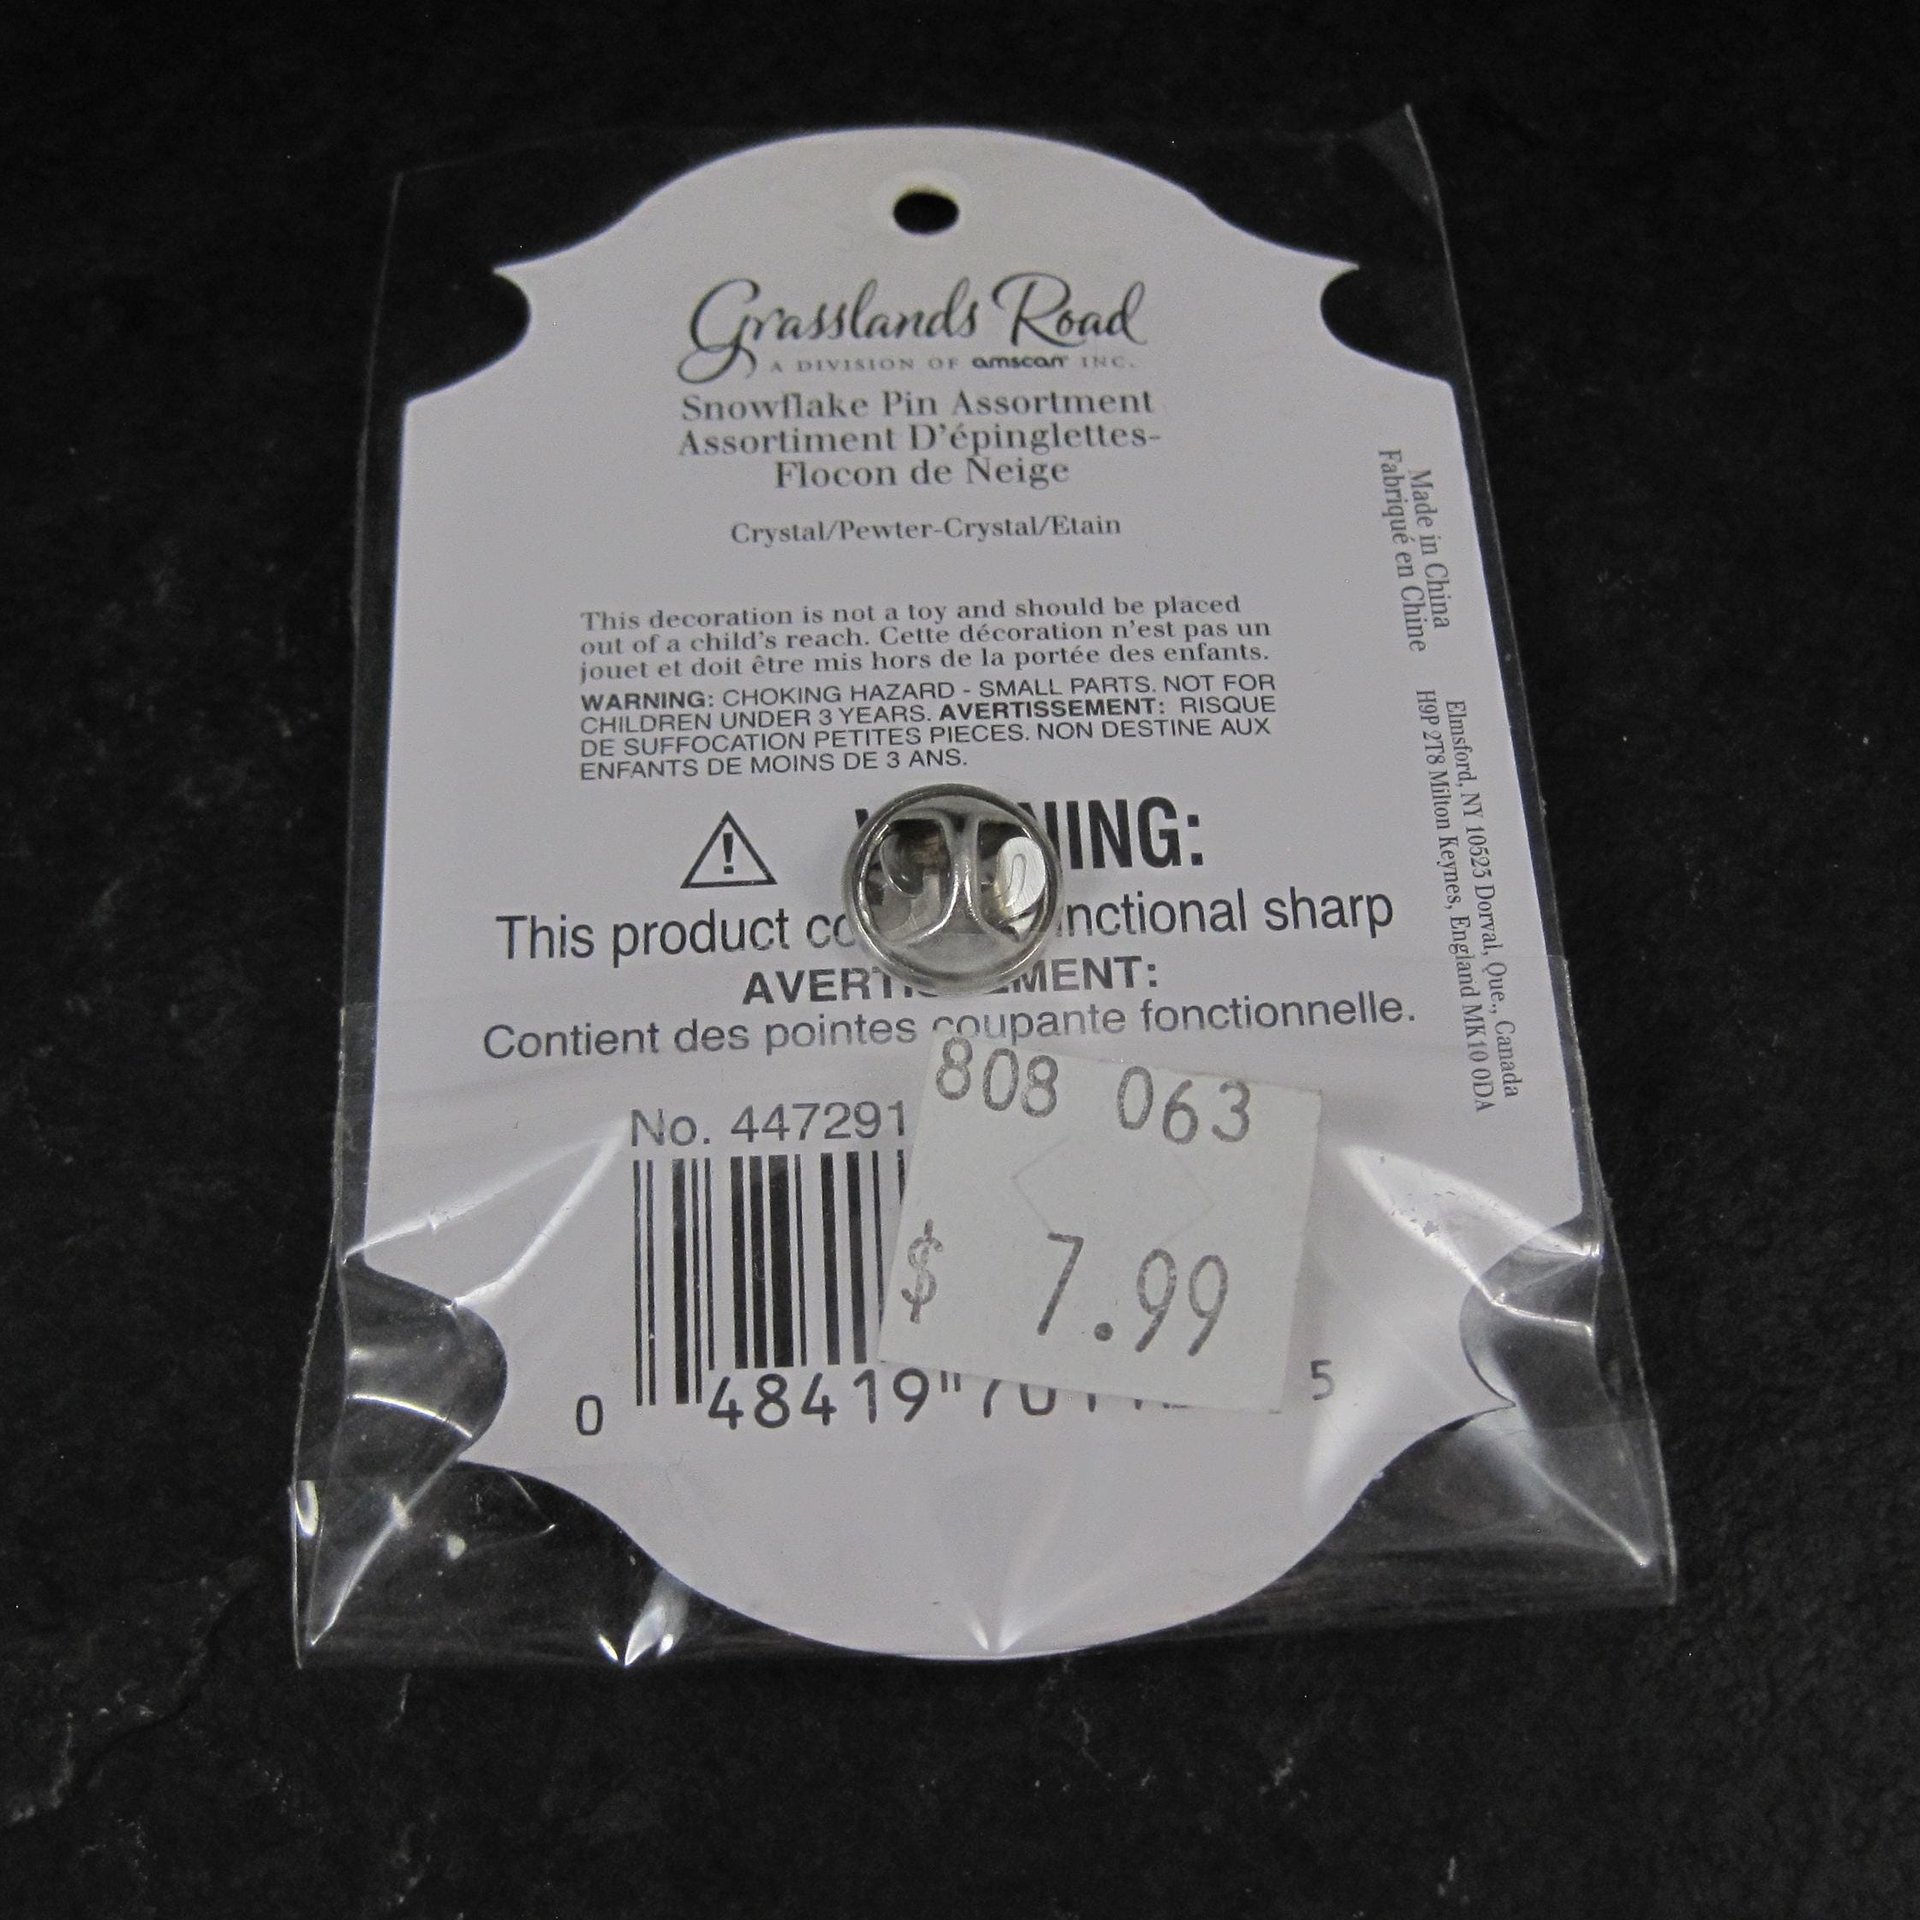 Grasslands Road
A DIVISION OF amscan INC.
Snowflake Pin Assortment
Assortiment D'épinglettes-
Flocon de Neige
Crystal/Pewter-Crystal/Etain
This decoration is not a toy and should be placed
out of a child's reach. Cette décoration n'est pas un
jouet et doit être mis hors de la portée des enfants.
WARNING: CHOKING HAZARD - SMALL PARTS. NOT FOR
CHILDREN UNDER 3 YEARS. AVERTISSEMENT: RISQUE
DE SUFFOCATION PETITES PIECES. NON DESTINE AUX
ENFANTS DE MOINS DE 3 ANS.
This product sharp
Contient des pointes coupante fonctionnelle.
No. 447291
808 063
$ 7.99
0 48419 5
Made in China
Fabriqué en Chine
Elmsford, NY 10523 Dorval, Que., Canada
H9P 2T8 Milton Keynes, England MK10 0DA